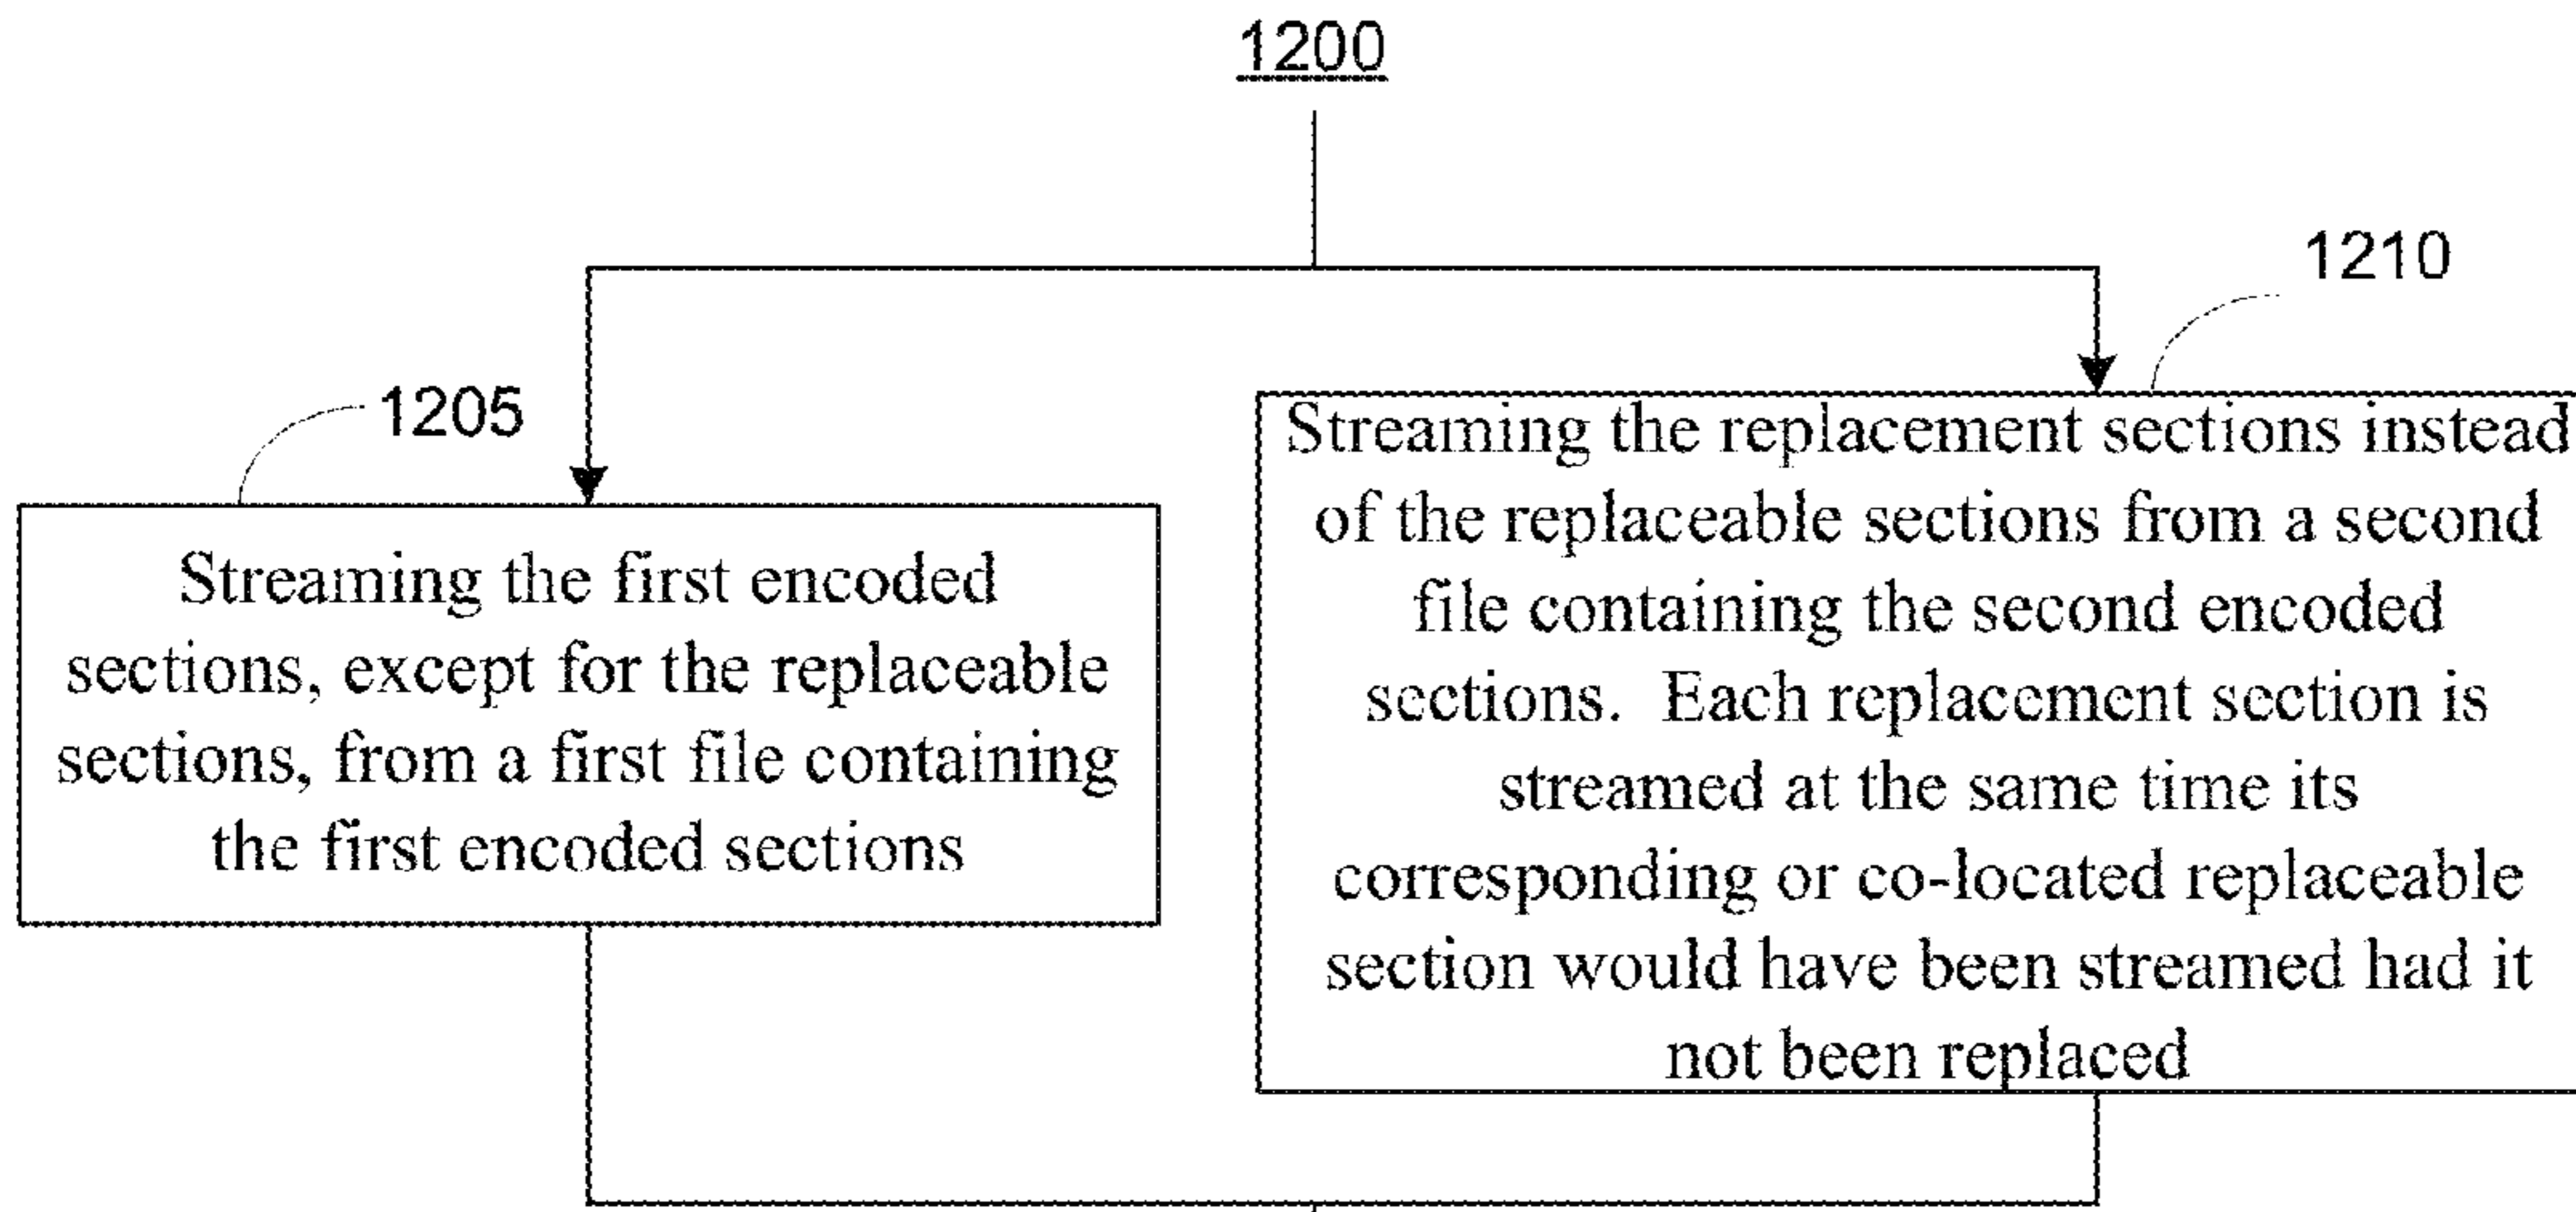 1200
1210
1205
Streaming the first encoded
sections, except for the replaceable
sections, from a first file containing
the first encoded sections
Streaming the replacement sections instead
of the replaceable sections from a second
file containing the second encoded
sections. Each replacement section is
streamed at the same time its
corresponding or co-located replaceable
section would have been streamed had it
not been replaced